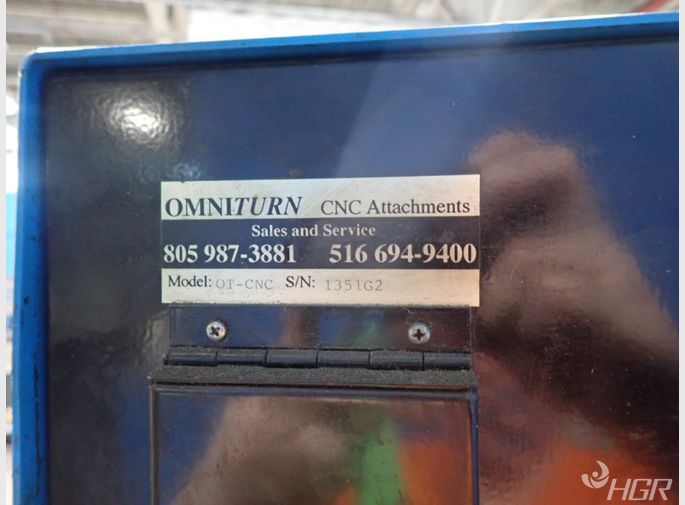 OMNITURN CNC Attachments
Sales and Service
805 987-3881 516 694-9400
Model: OT-CNC S/N: 1351G2
HGR